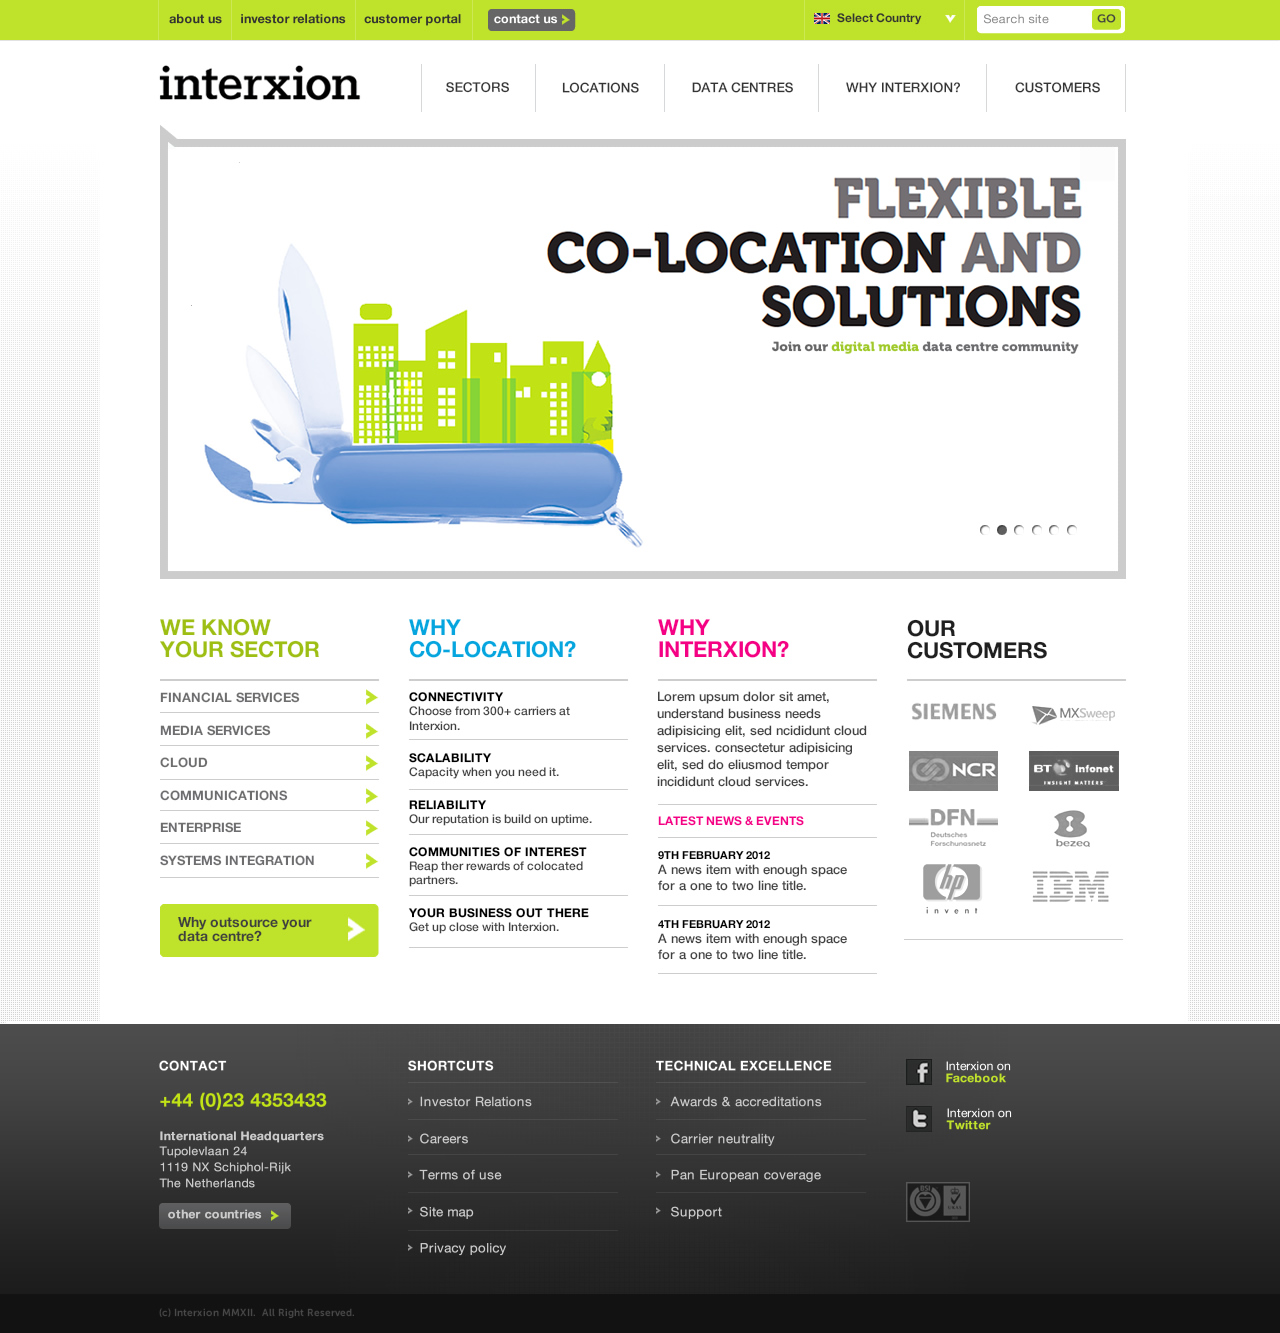 about us
investor relations
customer portal
contact us
Select Country
Search site
GO
interxion
SECTORS
LOCATIONS
DATA CENTRES
WHY INTERXION?
CUSTOMERS
FLEXIBLE
CO-LOCATION AND
SOLUTIONS
Join our digital media data centre community
WE KNOW
YOUR SECTOR
FINANCIAL SERVICES
MEDIA SERVICES
CLOUD
COMMUNICATIONS
ENTERPRISE
SYSTEMS INTEGRATION
Why outsource your
data centre?
WHY
CO-LOCATION?
CONNECTIVITY
Choose from 300+ carriers at
Interxion.
SCALABILITY
Capacity when you need it.
RELIABILITY
Our reputation is build on uptime.
COMMUNITIES OF INTEREST
Reap ther rewards of colocated
partners.
YOUR BUSINESS OUT THERE
Get up close with Interxion.
WHY
INTERXION?
Lorem upsum dolor sit amet,
understand business needs
adipisicing elit, sed ncididunt cloud
services. consectetur adipisicing
elit, sed do eliusmod tempor
incididunt cloud services.
LATEST NEWS & EVENTS
9TH FEBRUARY 2012
A news item with enough space
for a one to two line title.
4TH FEBRUARY 2012
A news item with enough space
for a one to two line title.
OUR
CUSTOMERS
SIEMENS
MXSweep
NCR
BT Infonet
INSIGHT MATTERS
DFN
Deutsches
Forschungsnetz
bezeq
hp
invent
IBM
CONTACT
+44 (0)23 4353433
International Headquarters
Tupolevlaan 24
1119 NX Schiphol-Rijk
The Netherlands
other countries
SHORTCUTS
Investor Relations
Careers
Terms of use
Site map
Privacy policy
TECHNICAL EXCELLENCE
Awards & accreditations
Carrier neutrality
Pan European coverage
Support
Interxion on
Facebook
Interxion on
Twitter
(c) Interxion MMXII. All Right Reserved.